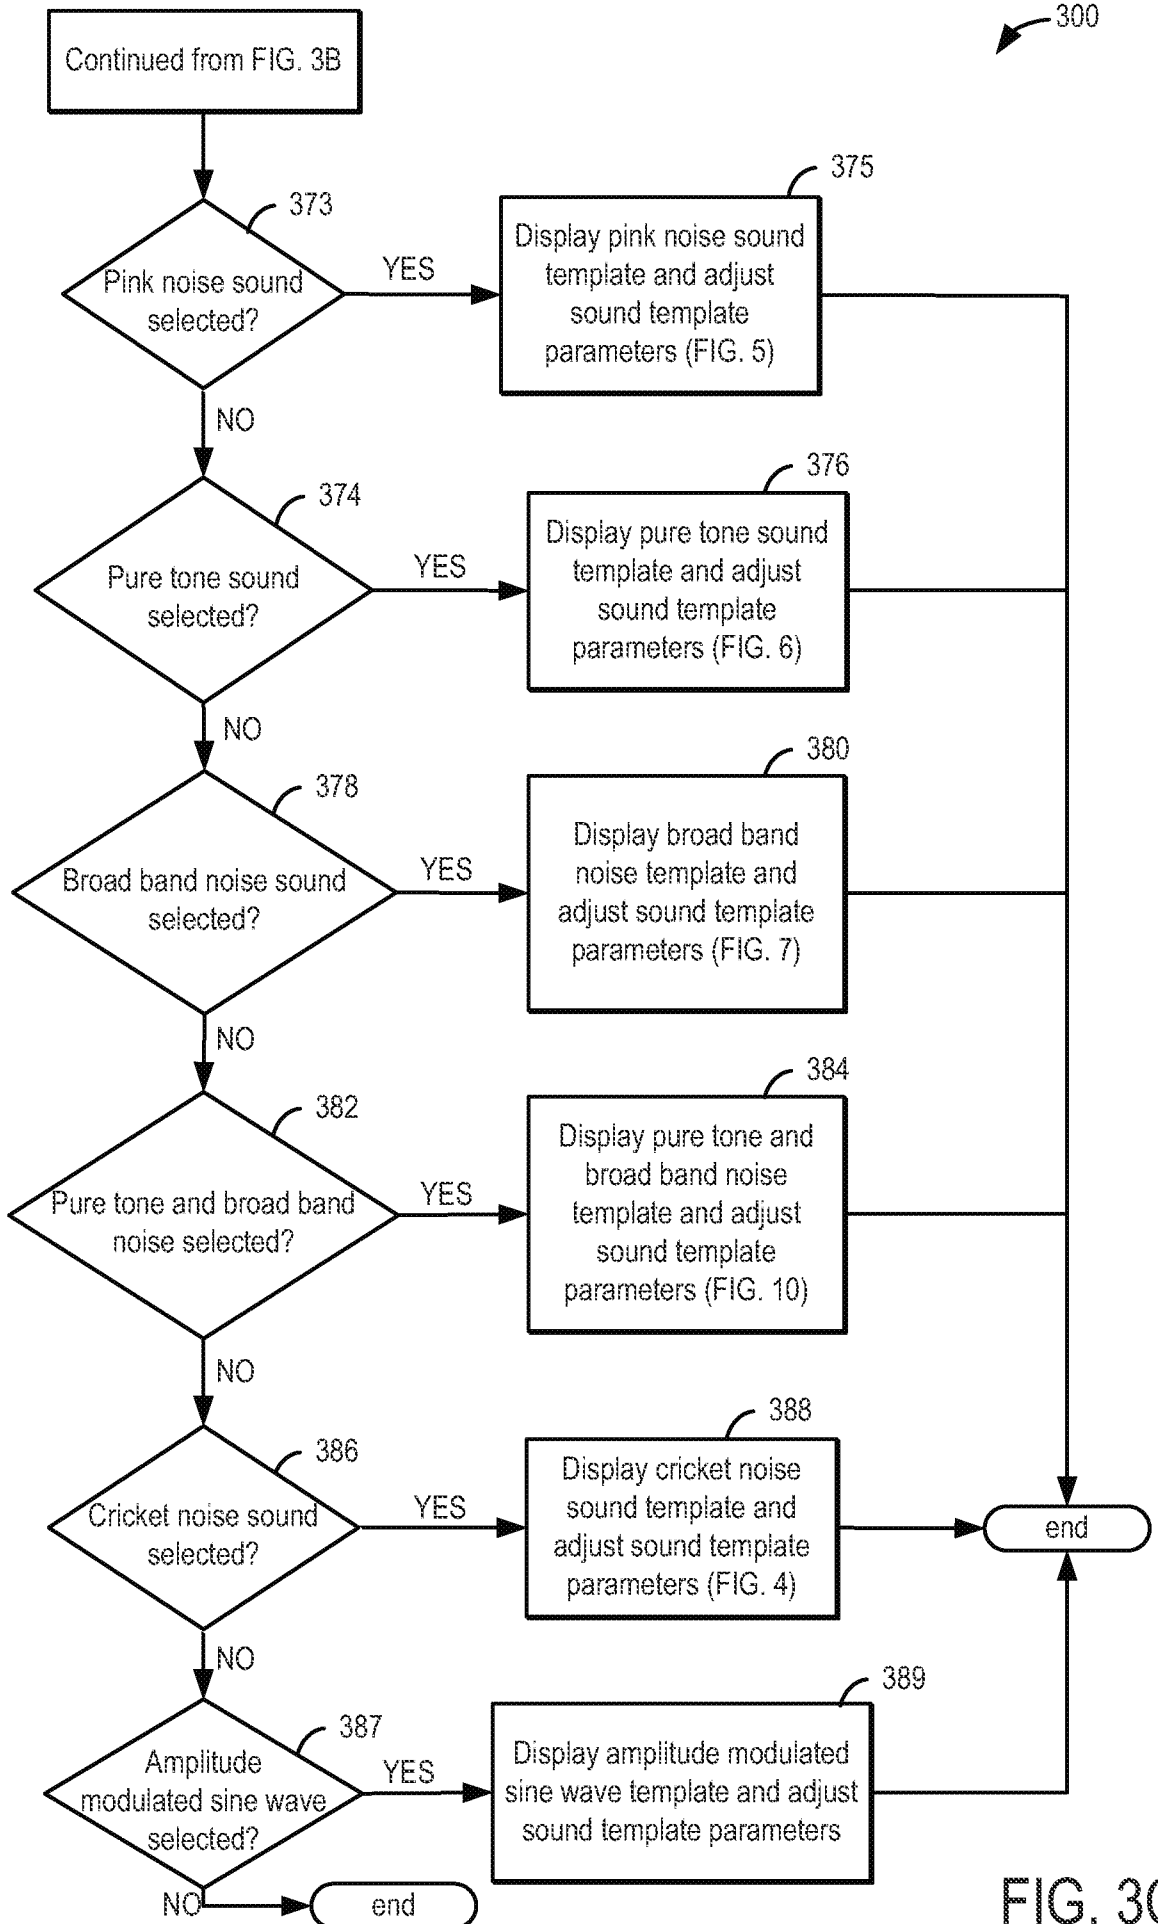 300
Continued from FIG. 3B
373
375
Pink noise sound
selected?
YES
Display pink noise sound
template and adjust
sound template
parameters (FIG. 5)
NO
374
376
Pure tone sound
selected?
YES
Display pure tone sound
template and adjust
sound template
parameters (FIG. 6)
NO
378
380
Broad band noise sound
selected?
YES
Display broad band
noise template and
adjust sound template
parameters (FIG. 7)
NO
382
384
Pure tone and broad band
noise selected?
YES
Display pure tone and
broad band noise
template and adjust
sound template
parameters (FIG. 10)
NO
386
388
Cricket noise sound
selected?
YES
Display cricket noise
sound template and
adjust sound template
parameters (FIG. 4)
end
NO
387
389
Amplitude
modulated sine wave
selected?
YES
Display amplitude modulated
sine wave template and adjust
sound template parameters
NO
end
FIG.